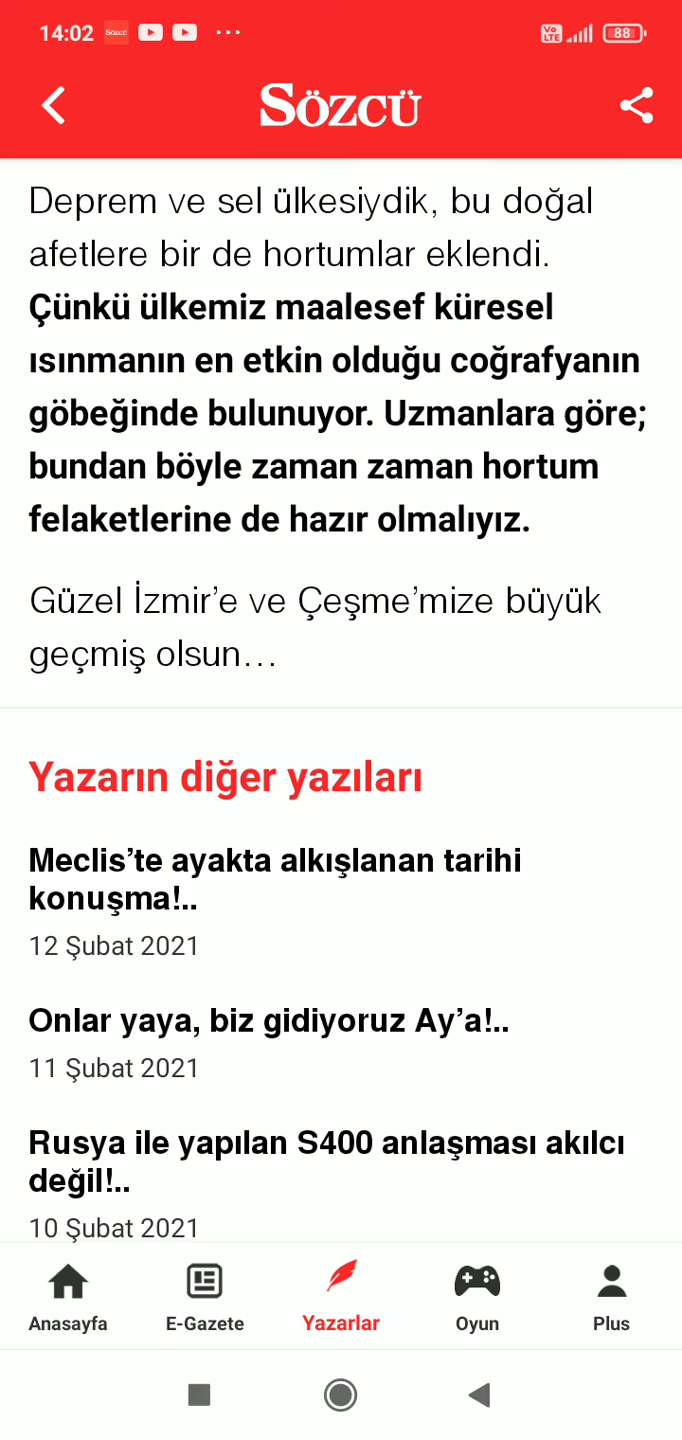 14:02 Sözcü ... Vo LTE 88
SÖZCÜ
Deprem ve sel ülkesiydik, bu doğal
afetlere bir de hortumlar eklendi.
Çünkü ülkemiz maalesef küresel
ısınmanın en etkin olduğu coğrafyanın
göbeğinde bulunuyor. Uzmanlara göre;
bundan böyle zaman zaman hortum
felaketlerine de hazır olmalıyız.
Güzel İzmir’e ve Çeşme’mize büyük
geçmiş olsun...
Yazarın diğer yazıları
Meclis’te ayakta alkışlanan tarihi
konuşma!..
12 Şubat 2021
Onlar yaya, biz gidiyoruz Ay’a!..
11 Şubat 2021
Rusya ile yapılan S400 anlaşması akılcı
değil!..
10 Şubat 2021
Anasayfa E-Gazete Yazarlar Oyun Plus